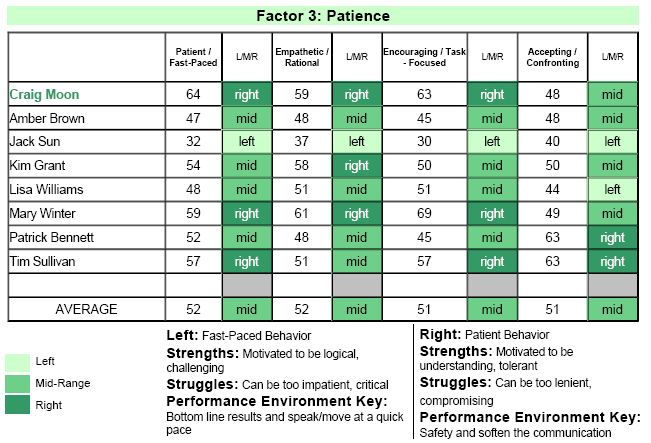 Factor 3: Patience
Patient / Fast-Paced L/M/R Empathetic / Rational L/M/R Encouraging / Task - Focused L/M/R Accepting / Confronting L/M/R
Craig Moon 64 right 59 right 63 right 48 mid
Amber Brown 47 mid 48 mid 45 mid 48 mid
Jack Sun 32 left 37 left 30 left 40 left
Kim Grant 54 mid 58 right 50 mid 50 mid
Lisa Williams 48 mid 51 mid 51 mid 44 left
Mary Winter 59 right 61 right 69 right 49 mid
Patrick Bennett 52 mid 48 mid 45 mid 63 right
Tim Sullivan 57 right 51 mid 57 right 63 right
AVERAGE 52 mid 52 mid 51 mid 51 mid
Left
Mid-Range
Right
Left: Fast-Paced Behavior
Strengths: Motivated to be logical,
challenging
Struggles: Can be too impatient, critical
Performance Environment Key:
Bottom line results and speak/move at a quick
pace
Right: Patient Behavior
Strengths: Motivated to be
understanding, tolerant
Struggles: Can be too lenient,
compromising
Performance Environment Key:
Safety and soften the communication